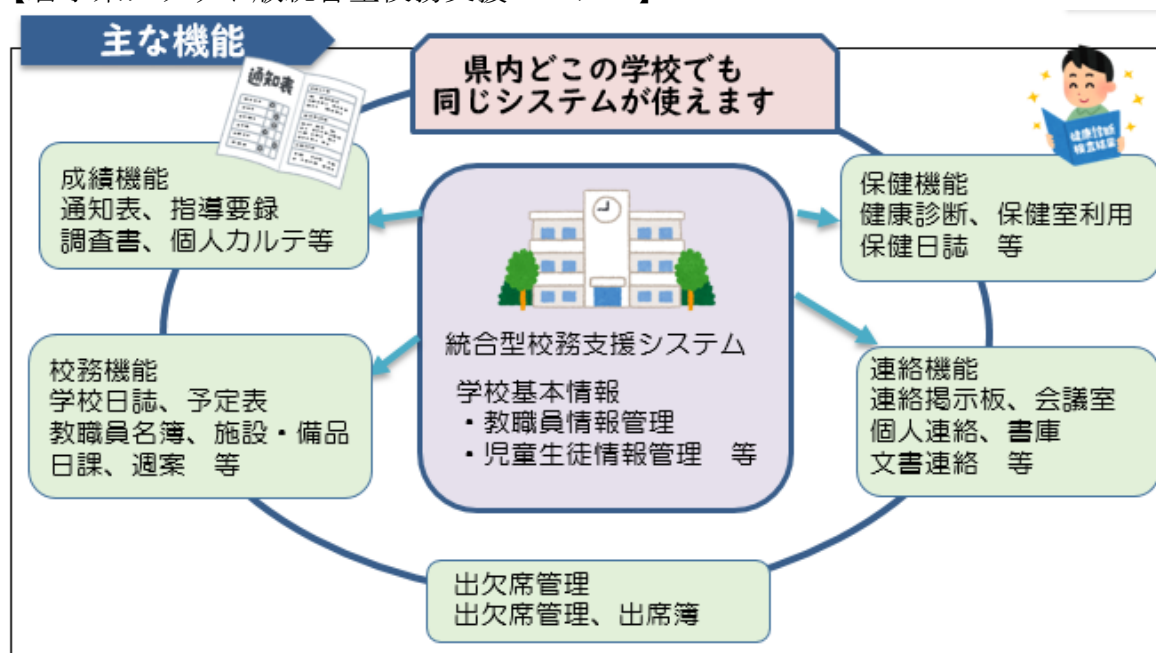 主な機能
県内どこの学校でも
同じシステムが使えます
通知表
健康診断
検査結果
成績機能
通知表、指導要録
調査書、個人カルテ等
保健機能
健康診断、保健室利用
保健日誌　等
統合型校務支援システム
学校基本情報
・教職員情報管理
・児童生徒情報管理　等
校務機能
学校日誌、予定表
教職員名簿、施設・備品
日課、週案　等
連絡機能
連絡掲示板、会議室
個人連絡、書庫
文書連絡　等
出欠席管理
出欠席管理、出席簿